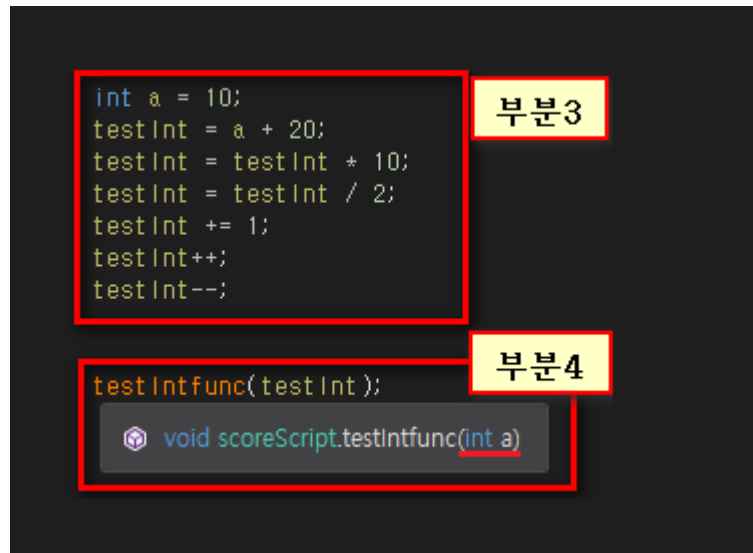 int a = 10;
부분3
testInt = a + 20;
testInt = testInt * 10;
testInt = testInt / 2;
testInt += 1;
testInt++;
testInt--;
부분4
testIntfunc(testInt);
void scoreScript.testIntfunc(int a)